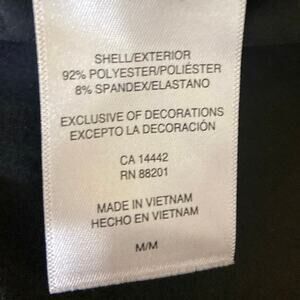 SHELL/EXTERIOR
92% POLYESTER/POLIÉSTER
8% SPANDEX/ELASTANO
EXCLUSIVE OF DECORATIONS
EXCEPTO LA DECORACIÓN
CA 14442
RN 88201
MADE IN VIETNAM
HECHO EN VIETNAM
M/M